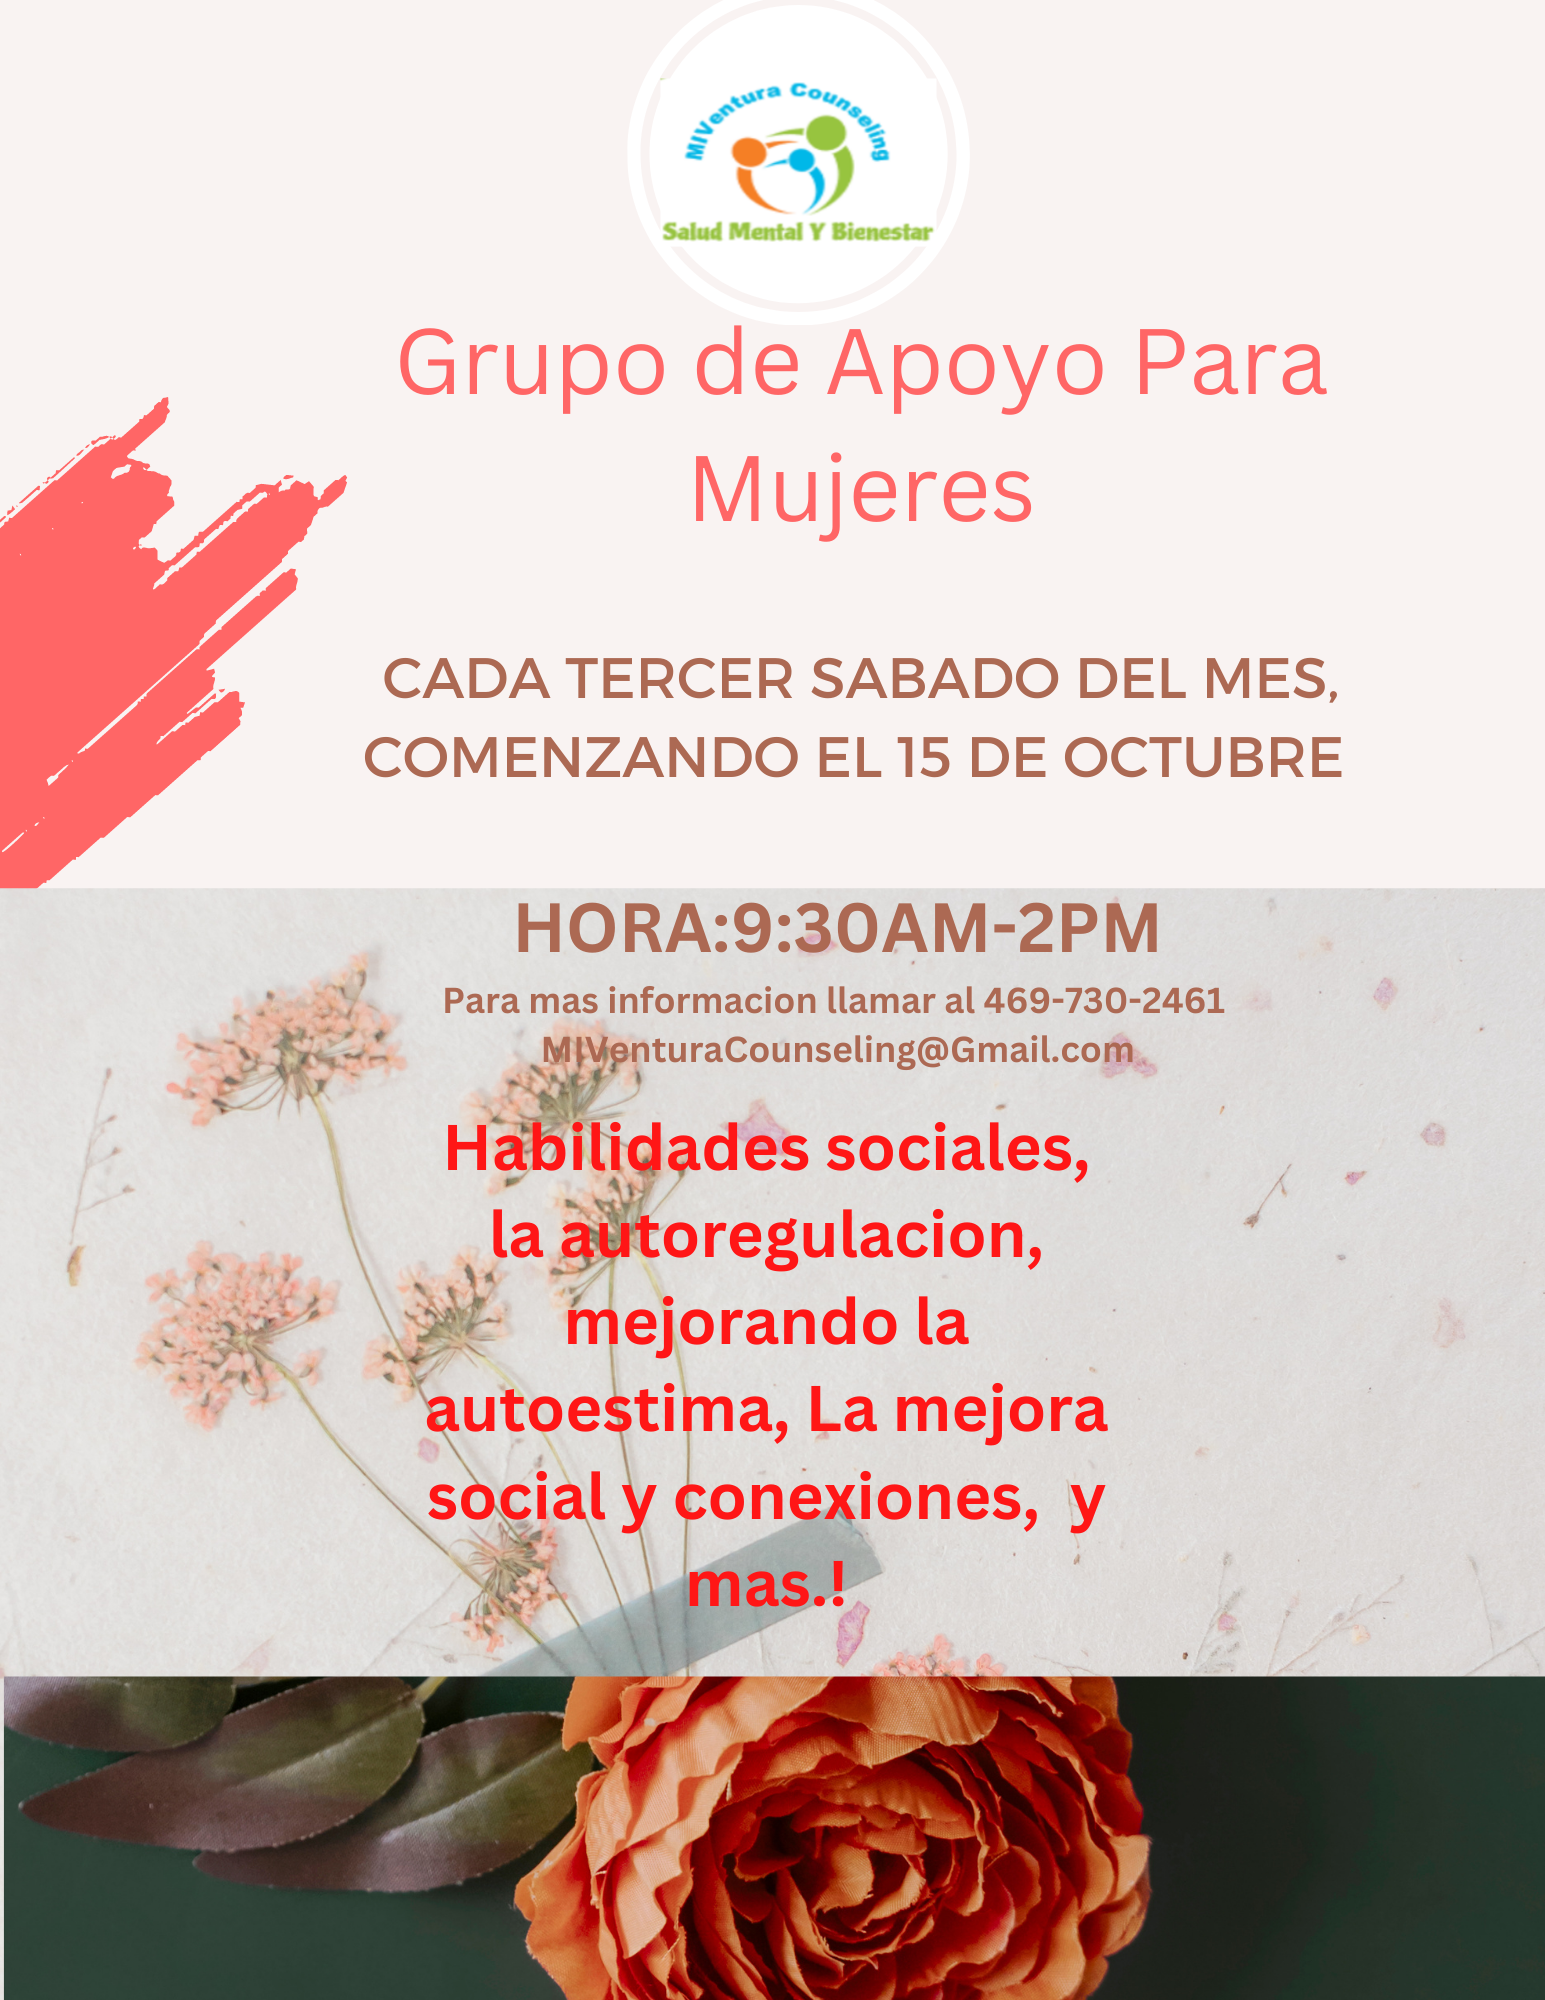 MIVentura Counseling
Salud Mental Y Bienestar
Grupo de Apoyo Para
Mujeres
CADA TERCER SABADO DEL MES,
COMENZANDO EL 15 DE OCTUBRE
HORA:9:30AM-2PM
Para mas informacion llamar al 469-730-2461
MIVenturaCounseling@Gmail.com
Habilidades sociales,
la autoregulacion,
mejorando la
autoestima, La mejora
social y conexiones, y
mas.!